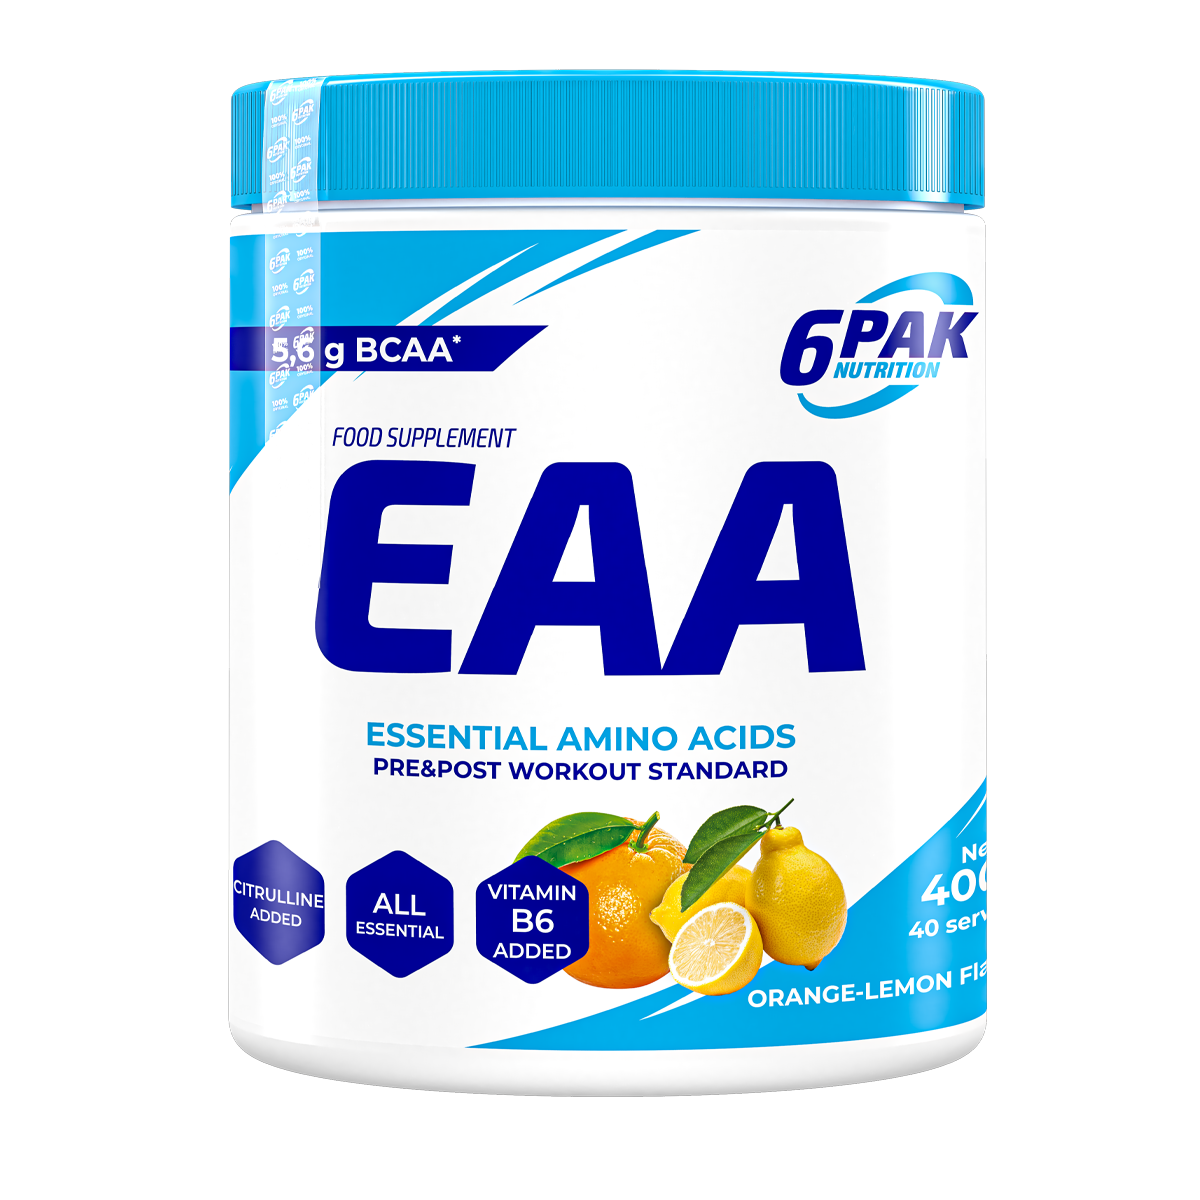 6PAK
NUTRITION
5,6 g BCAA*
FOOD SUPPLEMENT
EAA
ESSENTIAL AMINO ACIDS
PRE&POST WORKOUT STANDARD
CITRULLINE
ADDED
ALL
ESSENTIAL
VITAMIN
B6
ADDED
40
ORANGE-LEMON